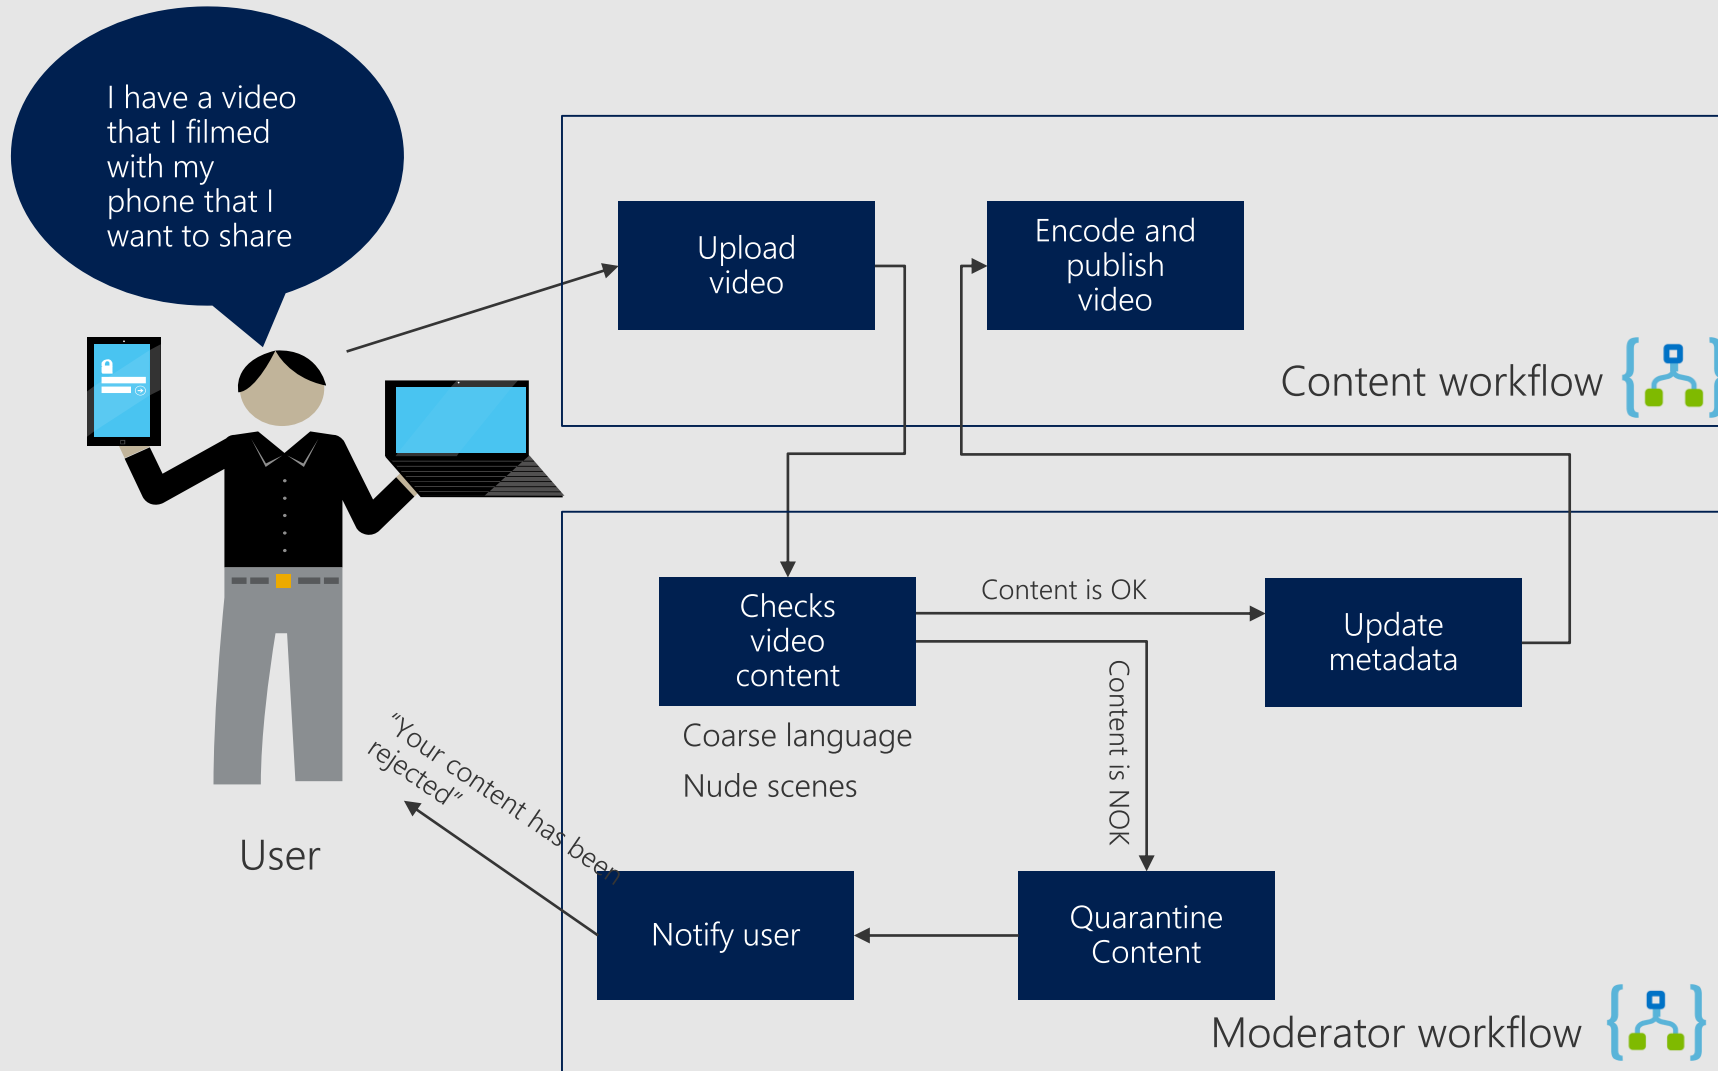 I have a video
that I filmed
with my
phone that I
want to share
Upload
video
Encode and
publish
video
Content workflow
Checks
video
content
Content is OK
Update
metadata
Content is NOK
Coarse language
Nude scenes
"Your content has been
rejected"
User
Notify user
Quarantine
Content
Moderator workflow